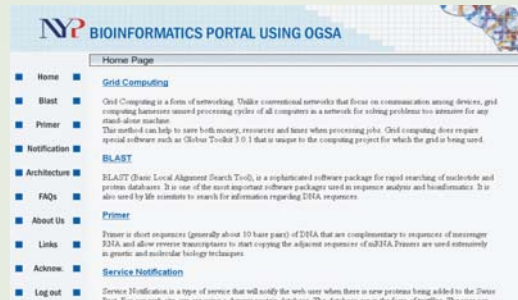 NYP BIOINFORMATICS PORTAL USING OGSA
Home Page
Home
Blast
Primer
Notification
Architecture
FAQs
About Us
Links
Acknow.
Log out
Grid Computing
Grid Computing is a form of networking. Unlike conventional networks that focus on communication among devices, grid
computing harnesses unused processing cycles of all computers in a network for solving problems too intensive for any
stand-alone machine.
This method can help to save both money, resources and times when processing jobs. Grid computing does require
special software such as Globus Toolkit 3.0.1 that is unique to the computing project for which the grid is being used.
BLAST
BLAST (Basic Local Alignment Search Tool), is a sophisticated software package for rapid searching of nucleotide and
protein databases. It is one of the most important software packages used in sequence analysis and bioinformatics. It is
also used by life scientists to search for information regarding DNA sequences.
Primer
Primer is short sequences (generally about 10 base pairs) of DNA that are complementary to sequences of messenger
RNA and allow reverse transcriptases to start copying the adjacent sequences of mRNA.Primers are used extensively
in genetic and molecular biology techniques.
Service Notification
Service Notification is a type of service that will notify the web user when there is new proteins being added to the Swiss